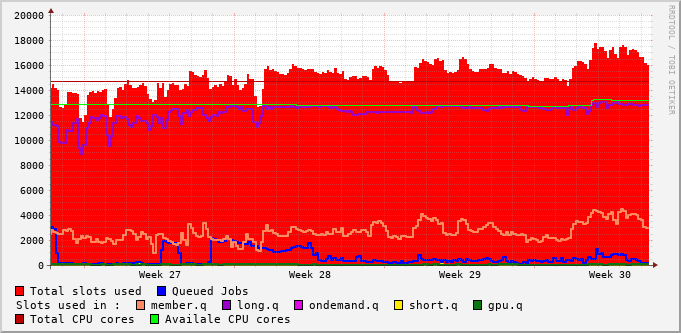 20000
18000
16000
14000
12000
10000
8000
6000
4000
2000
0
Week 27 Week 28 Week 29 Week 30
RRDTOOL / TOBI OETIKER
Total slots used Queued Jobs
Slots used in : member.q long.q ondemand.q short.q gpu.q
Total CPU cores Availale CPU cores